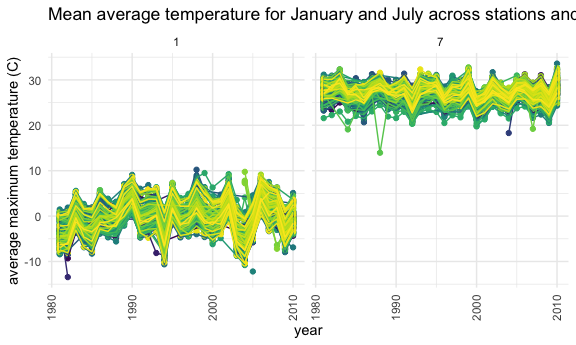 Mean average temperature for January and July across stations and
1 7
average maximum temperature (C)
30
20
10
0
-10
1980 1990 2000 2010 1980 1990 2000 2010
year